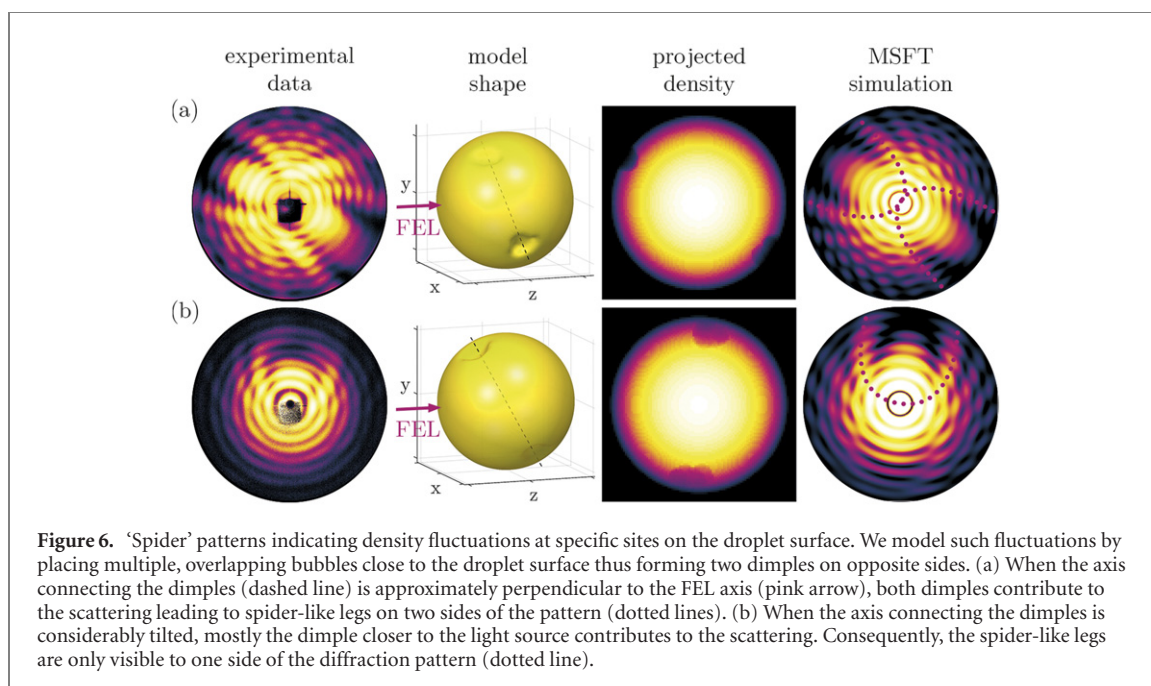 experimental data
model shape
projected density
MSFT simulation
(a)
y
FEL
x
z
(b)
y
FEL
x
z
Figure 6. ‘Spider’ patterns indicating density fluctuations at specific sites on the droplet surface. We model such fluctuations by
placing multiple, overlapping bubbles close to the droplet surface thus forming two dimples on opposite sides. (a) When the axis
connecting the dimples (dashed line) is approximately perpendicular to the FEL axis (pink arrow), both dimples contribute to
the scattering leading to spider-like legs on two sides of the pattern (dotted lines). (b) When the axis connecting the dimples is
considerably tilted, mostly the dimple closer to the light source contributes to the scattering. Consequently, the spider-like legs
are only visible to one side of the diffraction pattern (dotted line).